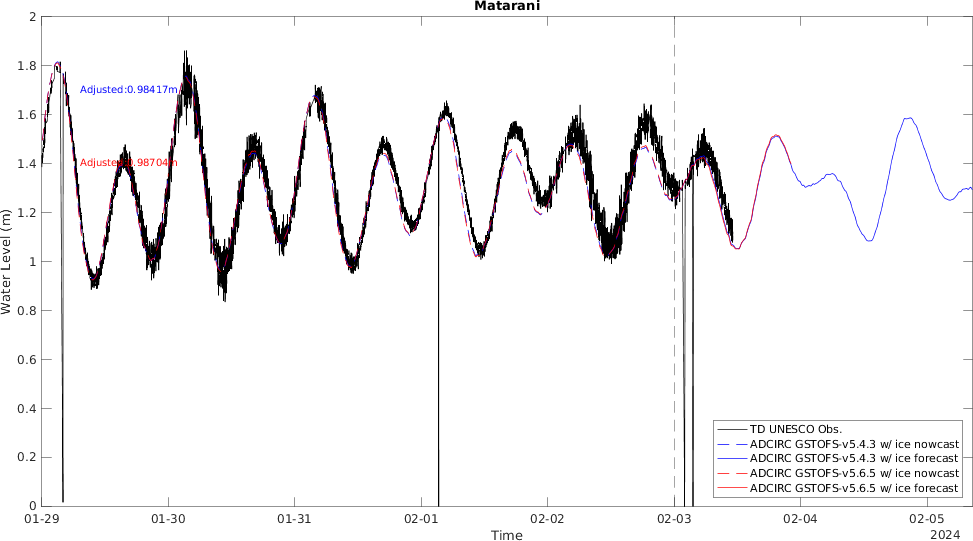 Matarani
2
1.8
1.6
1.4
1.2
1
0.8
0.6
0.4
0.2
0
Water Level (m)
Adjusted:0.98417m
Adjusted:0.98704m
TD UNESCO Obs.
ADCIRC GSTOFS-v5.4.3 w/ ice nowcast
ADCIRC GSTOFS-v5.4.3 w/ ice forecast
ADCIRC GSTOFS-v5.6.5 w/ ice nowcast
ADCIRC GSTOFS-v5.6.5 w/ ice forecast
01-29 01-30 01-31 02-01 02-02 02-03 02-04 02-05
Time
2024